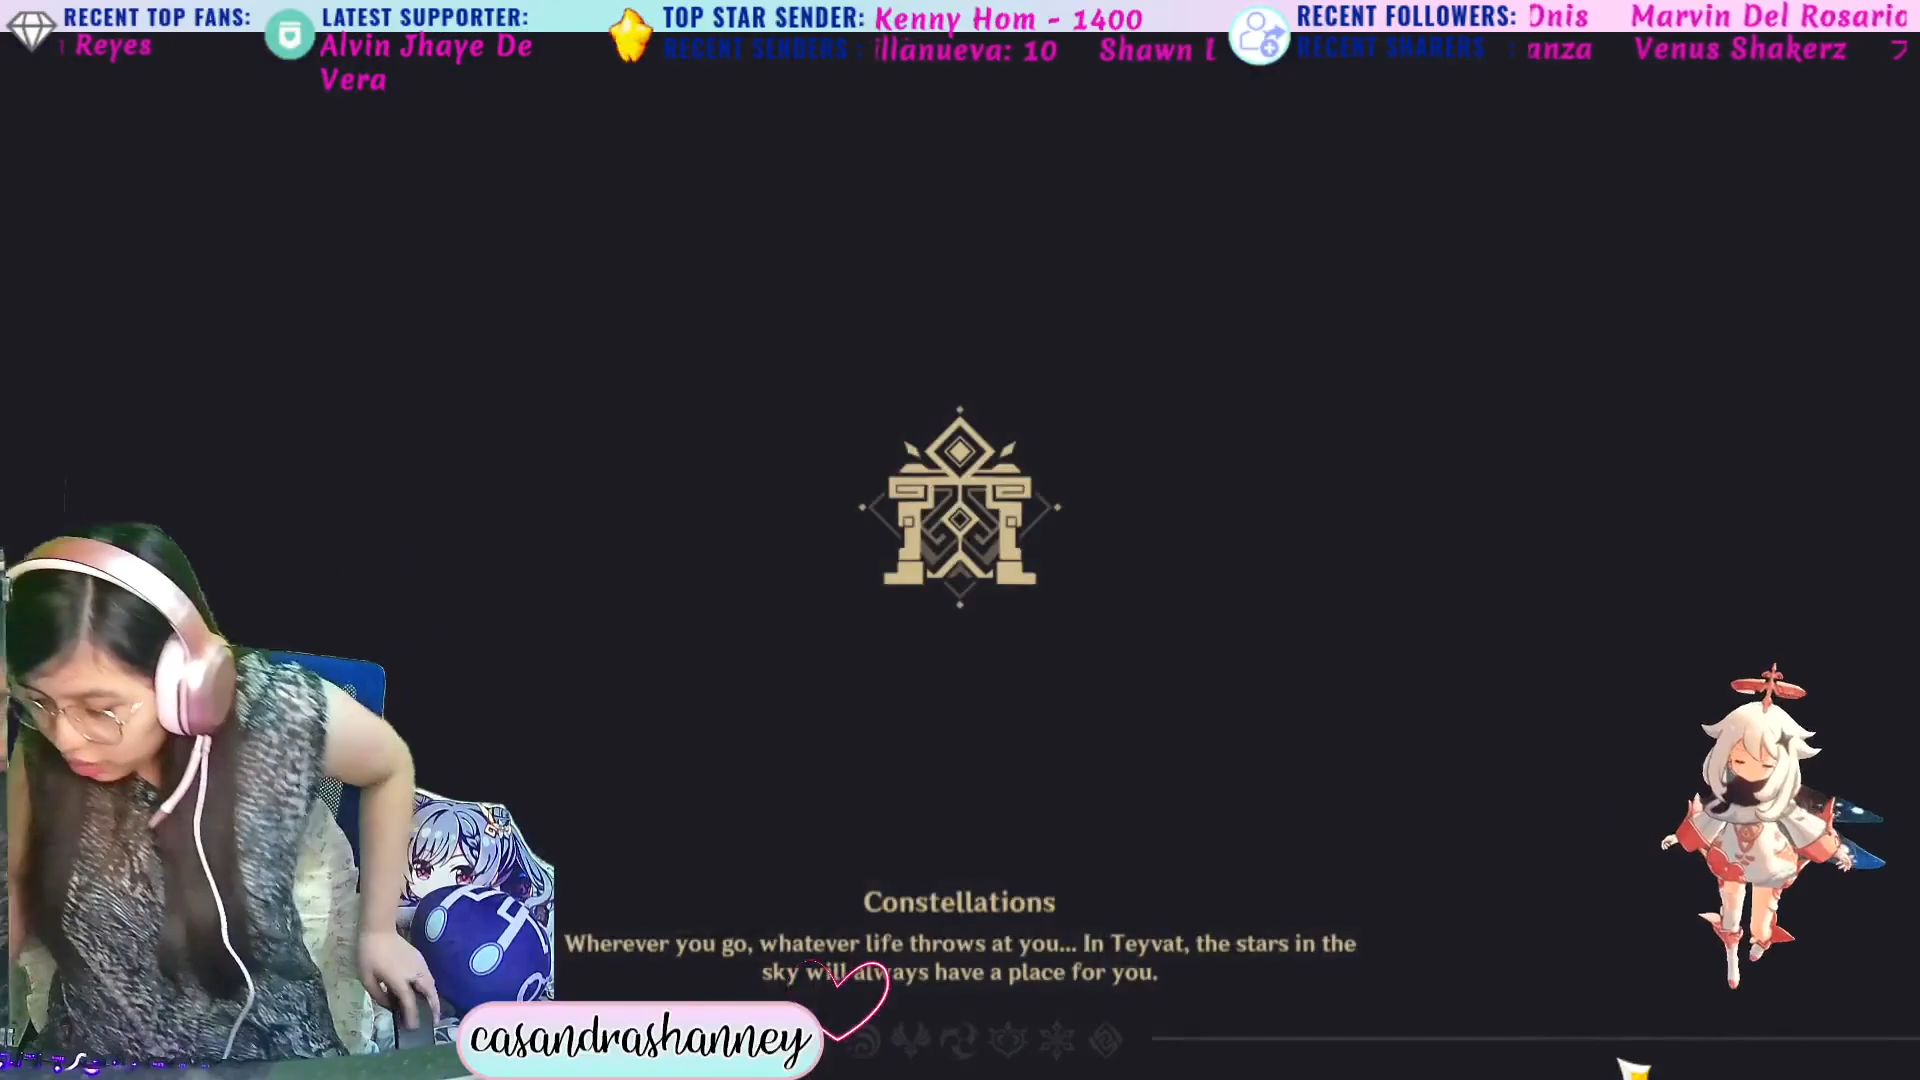 RECENT TOP FANS:
Reyes
LATEST SUPPORTER:
Alvin Jhaye De
Vera
TOP STAR SENDER: Kenny Hom - 1400
RECENT SENDERS : illanueva: 10 Shawn L
RECENT FOLLOWERS: Onis Marvin Del Rosario
RECENT SHARERS : anza Venus Shakerz
Constellations
Wherever you go, whatever life throws at you... In Teyvat, the stars in the
sky will always have a place for you.
casandrashanney